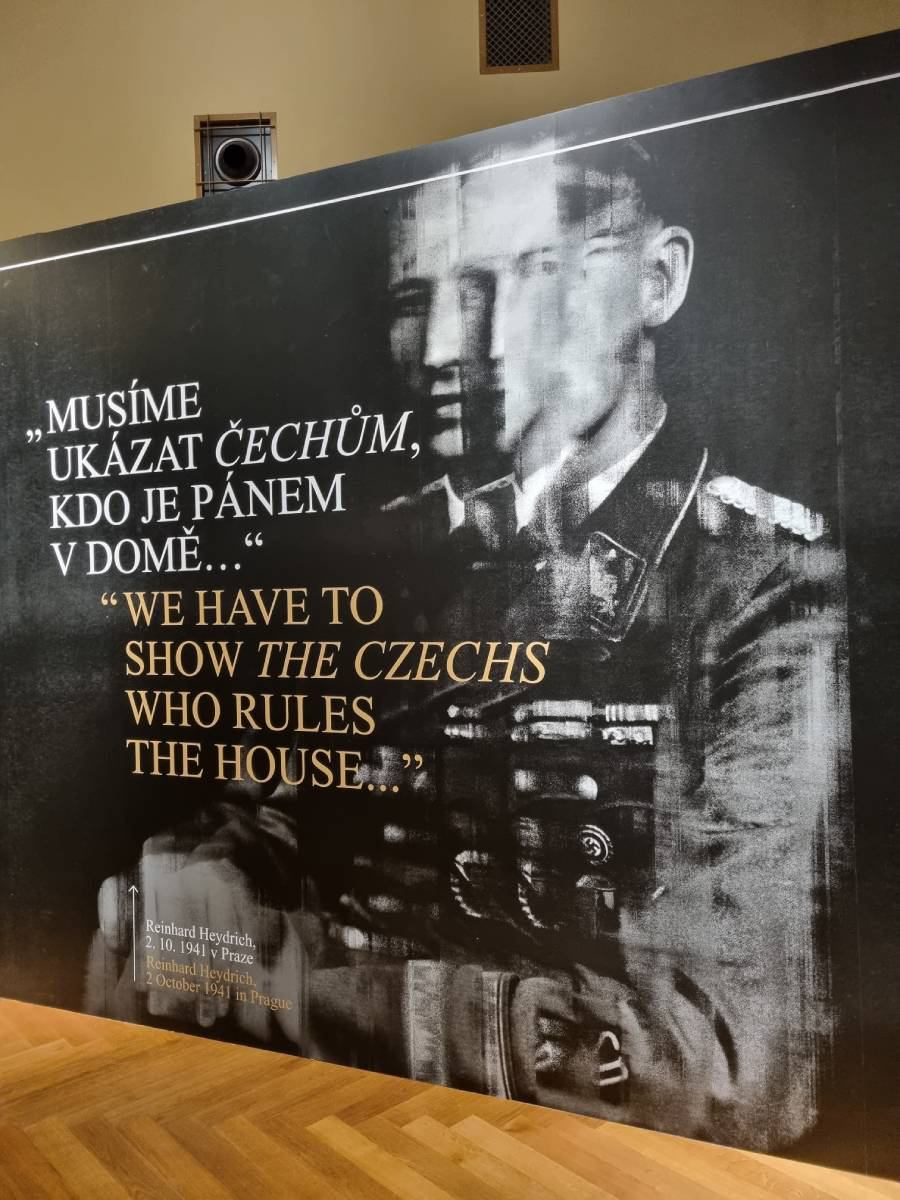 „MUSÍME
UKÁZAT ČECHŮM,
KDO JE PÁNEM
V DOMĚ...“
“WE HAVE TO
SHOW THE CZECHS
WHO RULES
THE HOUSE...”
Reinhard Heydrich,
2. 10. 1941 v Praze
Reinhard Heydrich,
2 October 1941 in Prague